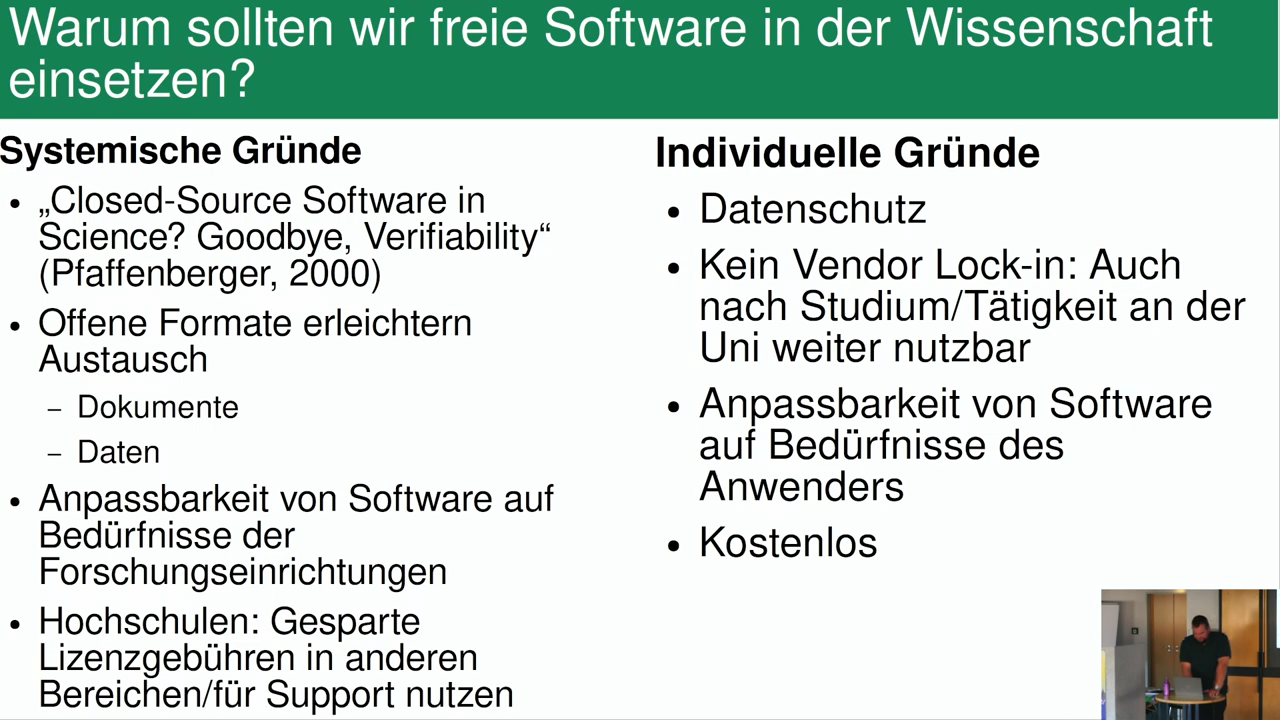 Warum sollten wir freie Software in der Wissenschaft
einsetzen?
Systemische Gründe
• „Closed-Source Software in
Science? Goodbye, Verifiability“
(Pfaffenberger, 2000)
• Offene Formate erleichtern
Austausch
– Dokumente
– Daten
• Anpassbarkeit von Software auf
Bedürfnisse der
Forschungseinrichtungen
• Hochschulen: Gesparte
Lizenzgebühren in anderen
Bereichen/für Support nutzen
Individuelle Gründe
• Datenschutz
• Kein Vendor Lock-in: Auch
nach Studium/Tätigkeit an der
Uni weiter nutzbar
• Anpassbarkeit von Software
auf Bedürfnisse des
Anwenders
• Kostenlos